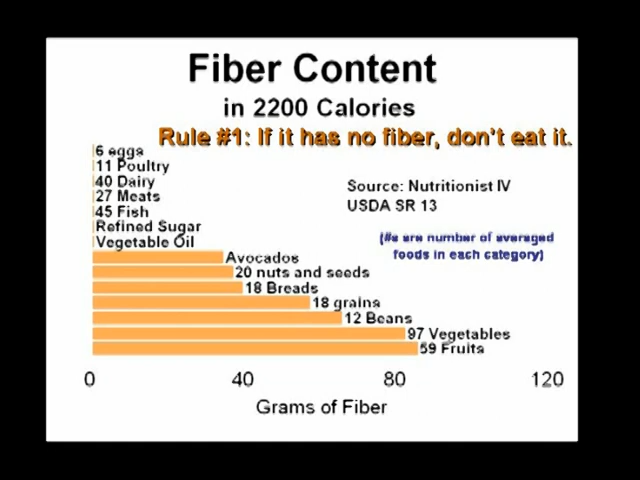 Fiber Content
in 2200 Calories
Rule #1: If it has no fiber, don't eat it.
6 eggs
11 Poultry
40 Dairy
27 Meats
45 Fish
Refined Sugar
Vegetable Oil
Source: Nutritionist IV
USDA SR 13
(#s are number of averaged
foods in each category)
Avocados
20 nuts and seeds
18 Breads
18 grains
12 Beans
97 Vegetables
59 Fruits
0 40 80 120
Grams of Fiber